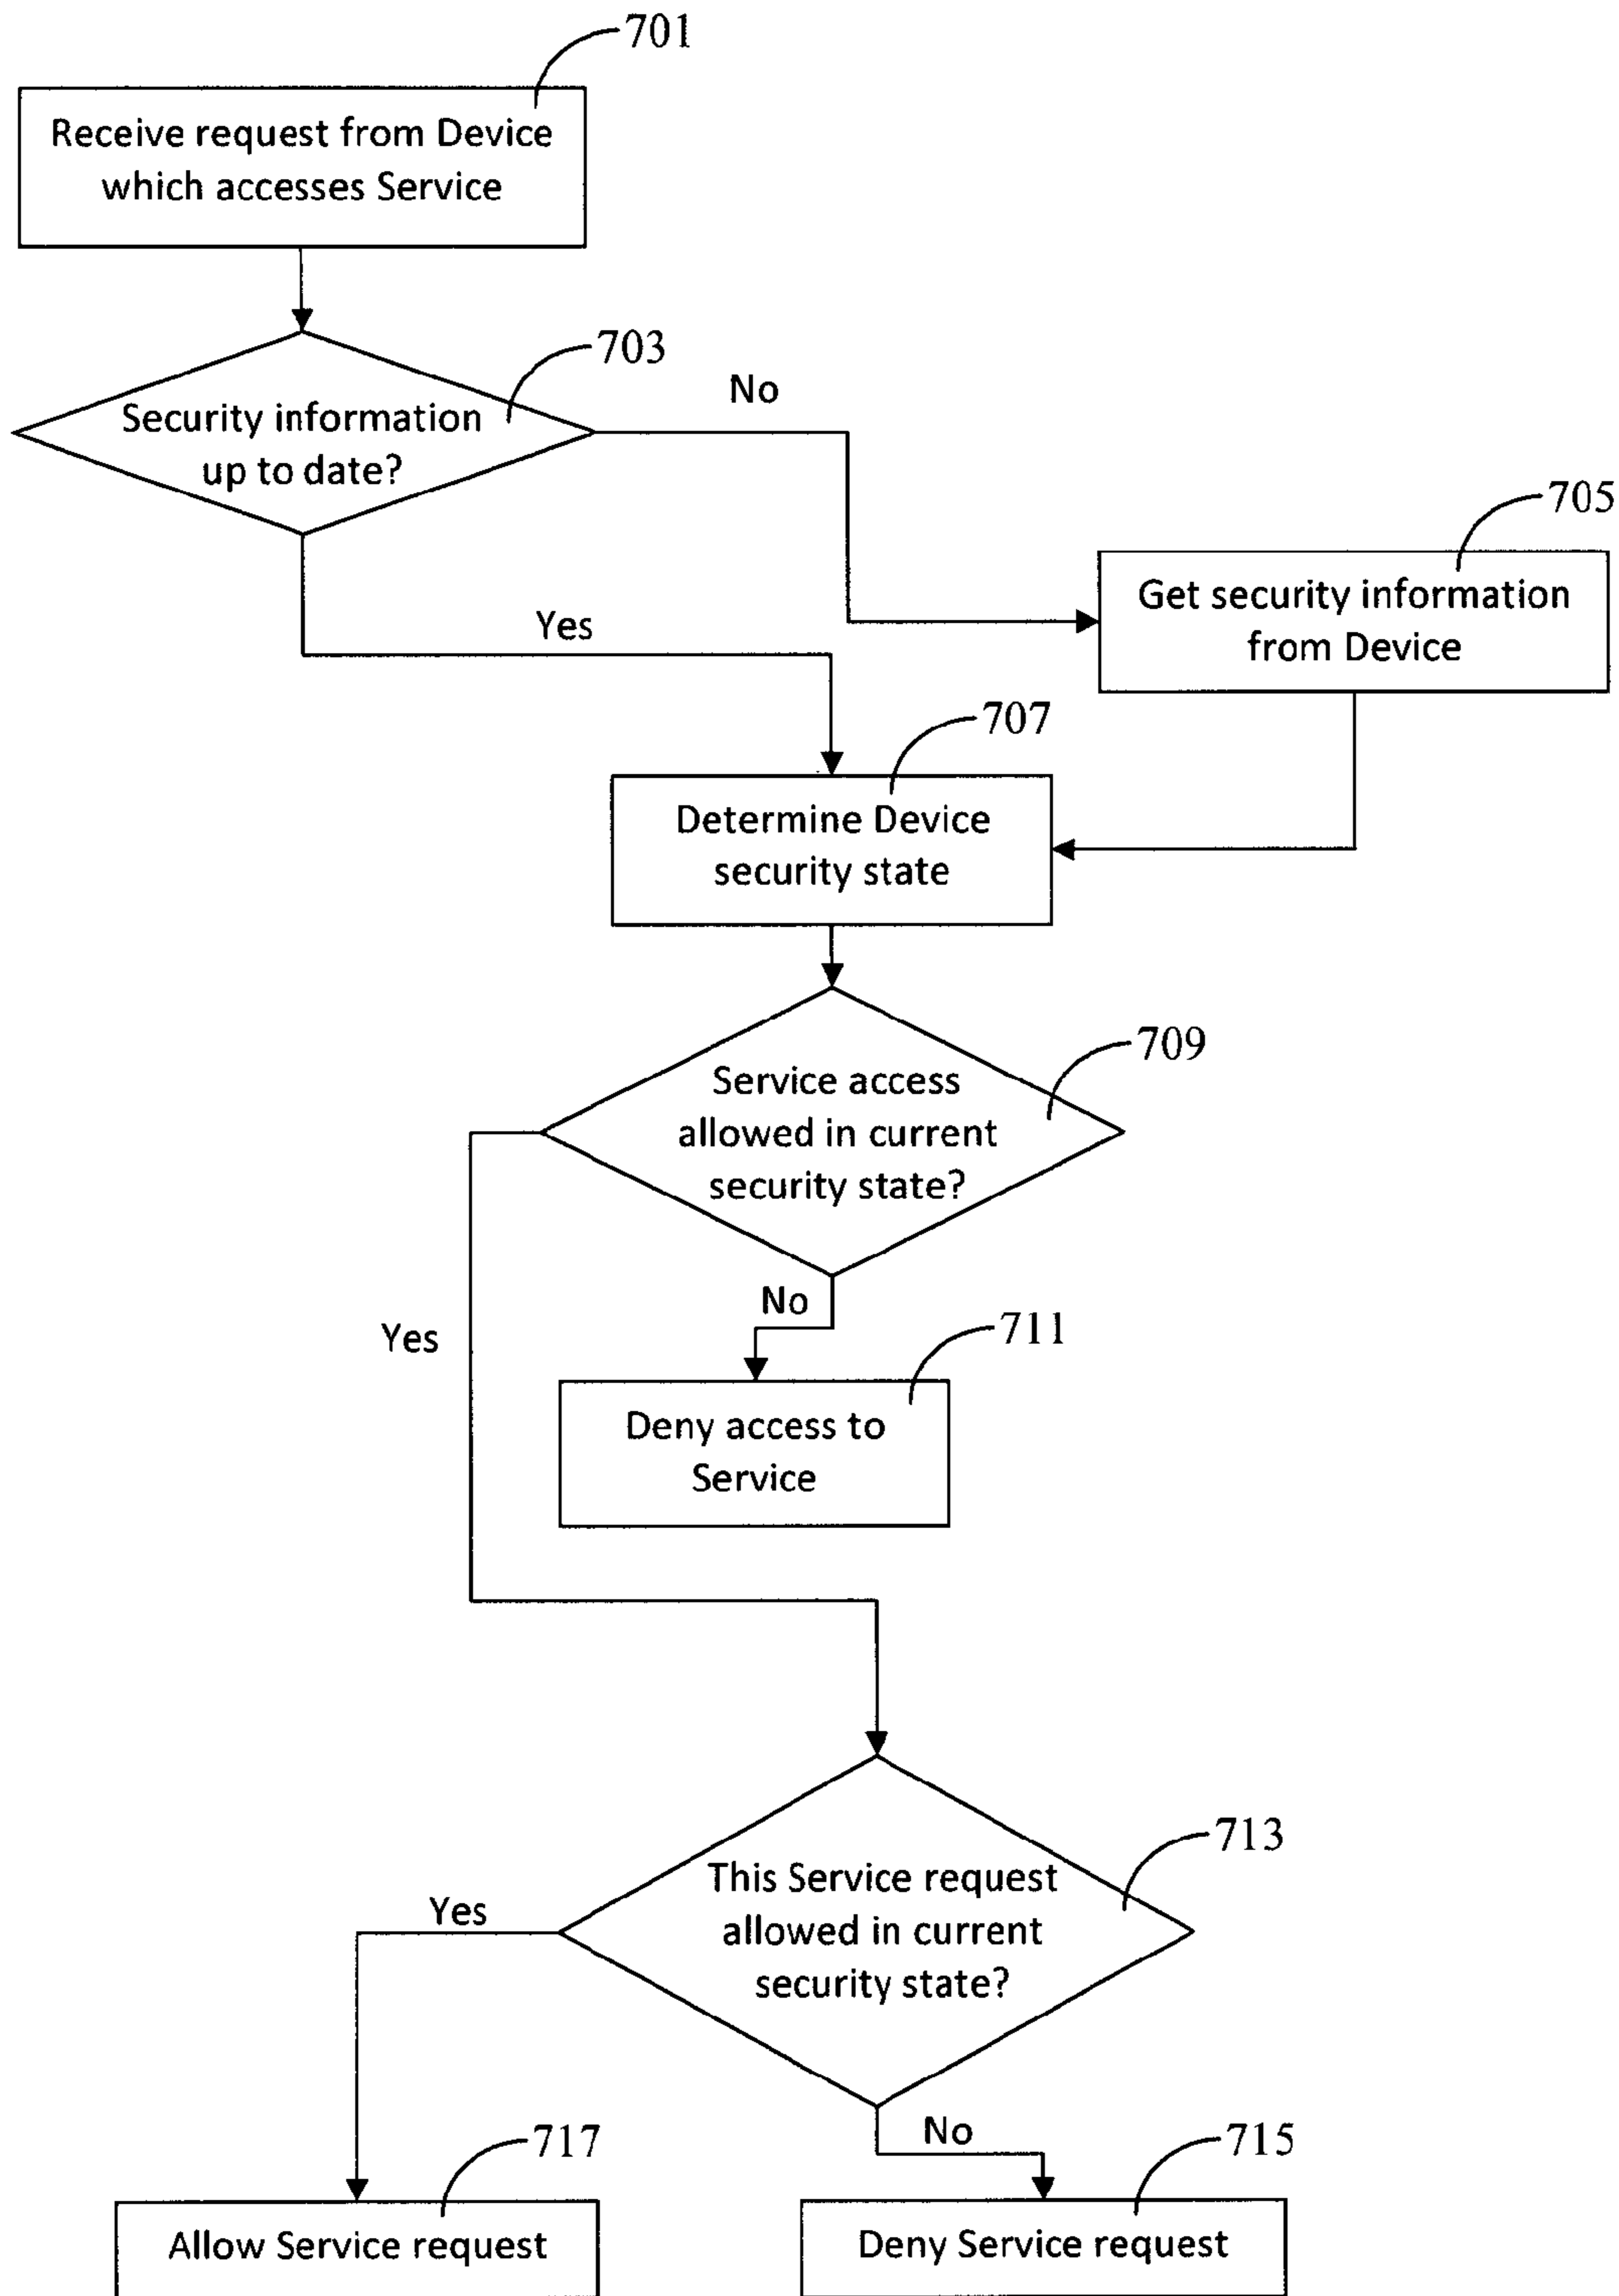 701
Receive request from Device
which accesses Service
703
Security information
up to date?
No
705
Get security information
from Device
Yes
707
Determine Device
security state
709
Service access
allowed in current
security state?
No
Yes
711
Deny access to
Service
713
This Service request
allowed in current
security state?
Yes
No
717
Allow Service request
715
Deny Service request